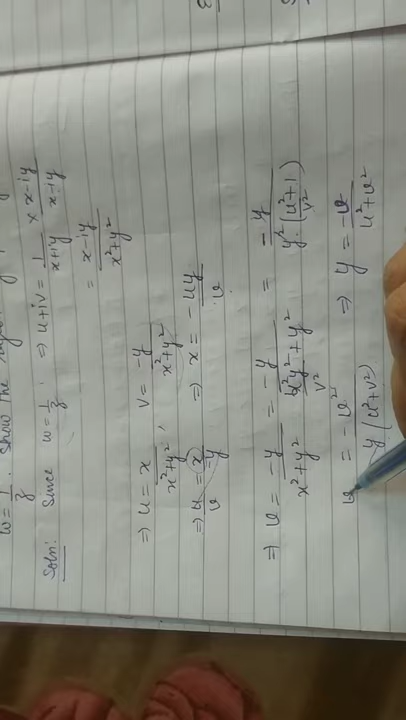 w = 1/z . Show the
Soln: Since w = 1/z , ⇒ u+iv = 1/(x+iy) × (x-iy)/(x-iy)
= (x-iy)/(x²+y²)
⇒ u = x/(x²+y²) , v = -y/(x²+y²)
⇒ u/v = x/-y ⇒ x = -uy/v
⇒ v = -y/(x²+y²) = -y/(u²y²/v² + y²) = -y/(y²·(u²/v²+1))
v = -v²/(y(u²+v²)) ⇒ y = -v/(u²+v²)